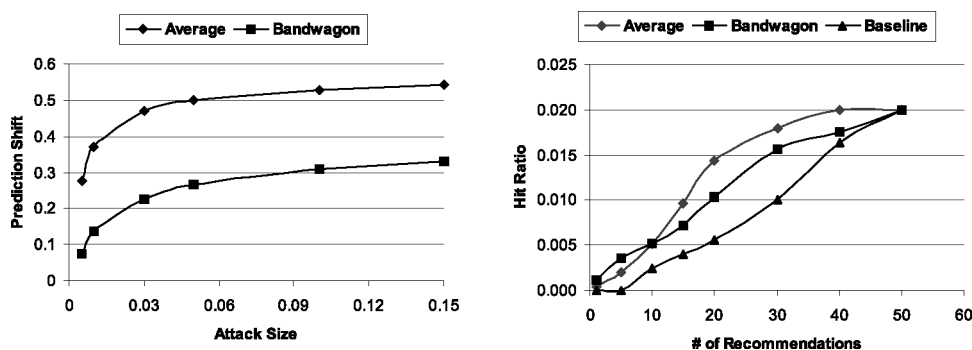 Average Bandwagon
0.6
0.5
0.4
0.3
0.2
0.1
0
Prediction Shift
0 0.03 0.06 0.09 0.12 0.15
Attack Size
Average Bandwagon Baseline
0.025
0.020
0.015
0.010
0.005
0.000
Hit Ratio
0 10 20 30 40 50 60
# of Recommendations